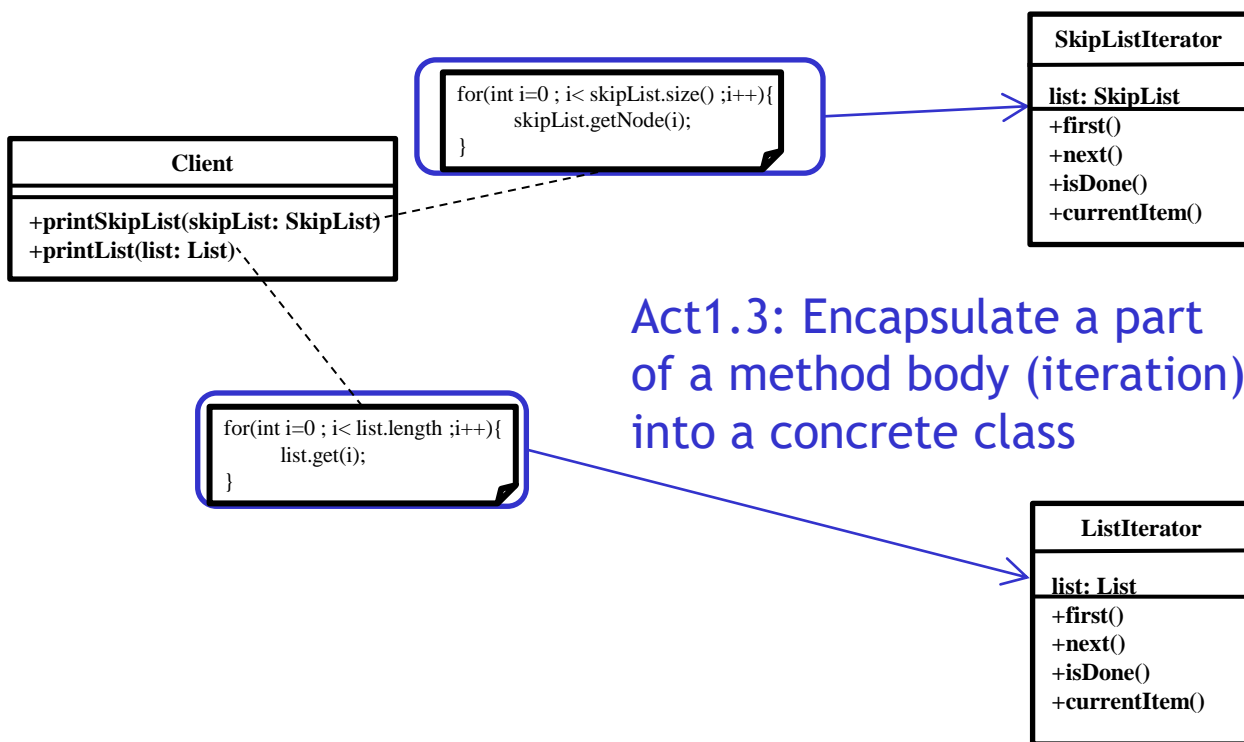 SkipListIterator
list: SkipList
+first()
+next()
+isDone()
+currentItem()
for(int i=0 ; i< skipList.size() ;i++){
skipList.getNode(i);
}
Client
+printSkipList(skipList: SkipList)
+printList(list: List)
Act1.3: Encapsulate a part
of a method body (iteration)
into a concrete class
for(int i=0 ; i< list.length ;i++){
list.get(i);
}
ListIterator
list: List
+first()
+next()
+isDone()
+currentItem()